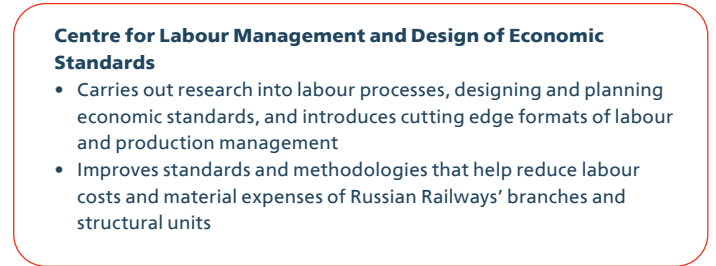 Centre for Labour Management and Design of Economic
Standards
• Carries out research into labour processes, designing and planning
economic standards, and introduces cutting edge formats of labour
and production management
• Improves standards and methodologies that help reduce labour
costs and material expenses of Russian Railways’ branches and
structural units